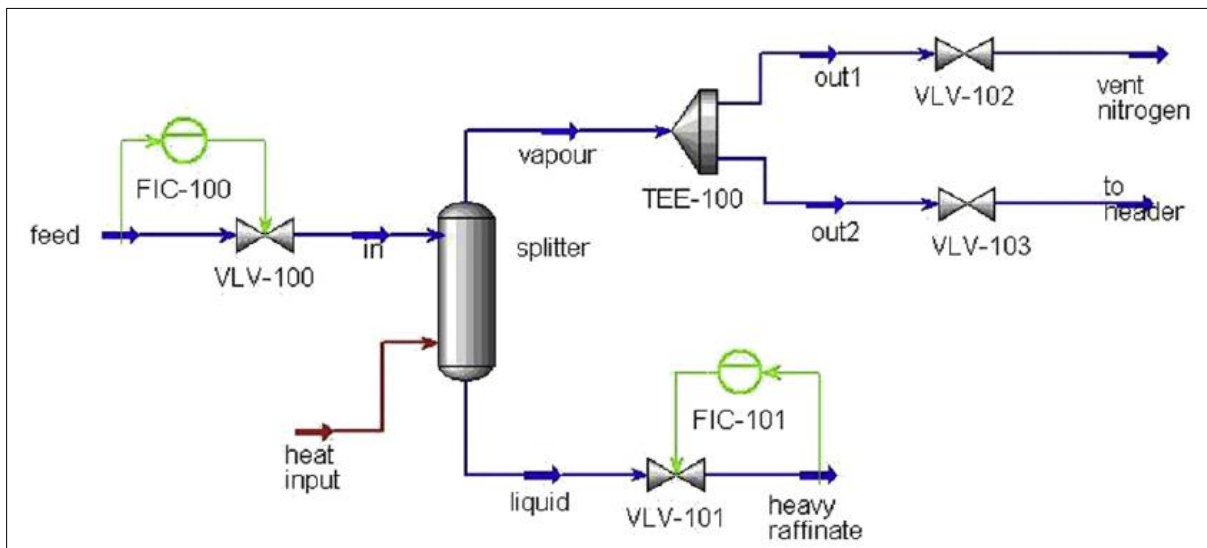 out1
VLV-102
vent
nitrogen
FIC-100
vapour
TEE-100
feed
VLV-100
in
splitter
out2
VLV-103
to
header
heat
input
FIC-101
liquid
VLV-101
heavy
raffinate